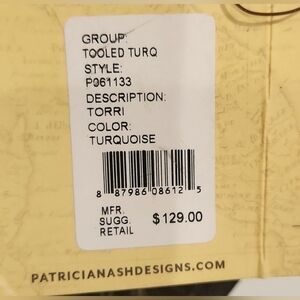 GROUP:
TOOLED TURQ
STYLE:
P061133
DESCRIPTION:
TORRI
COLOR:
TURQUOISE
8 87986 08612 5
MFR.
SUGG. $129.00
RETAIL
PATRICIANASHDESIGNS.COM